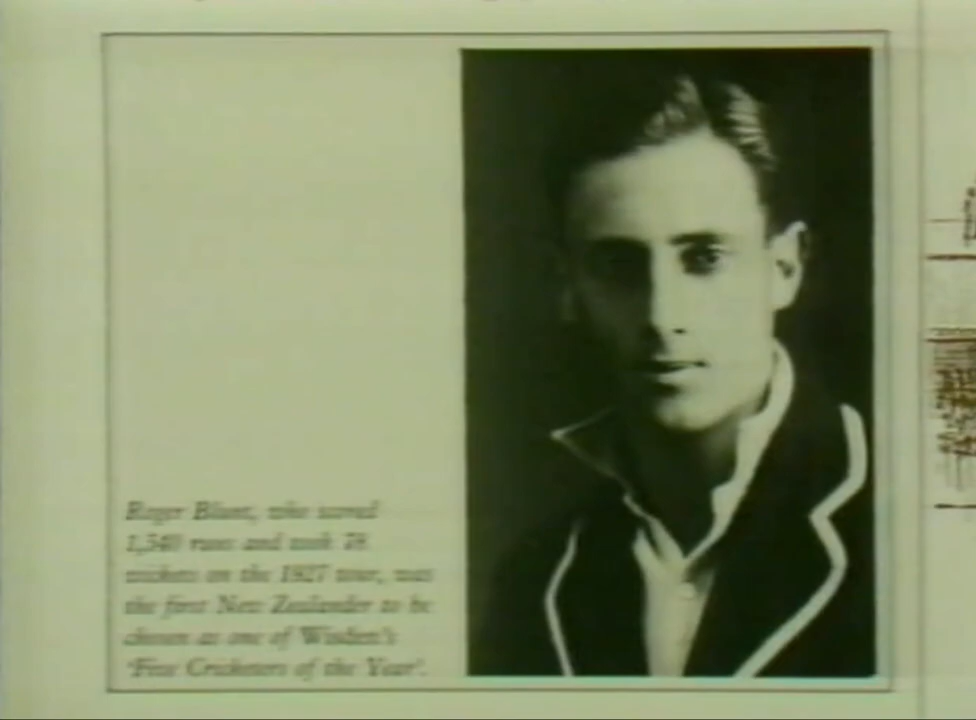 Roger Blunt, who scored
1,540 runs and took 78
wickets on the 1927 tour, was
the first New Zealander to be
chosen as one of Wisden's
'Five Cricketers of the Year'.